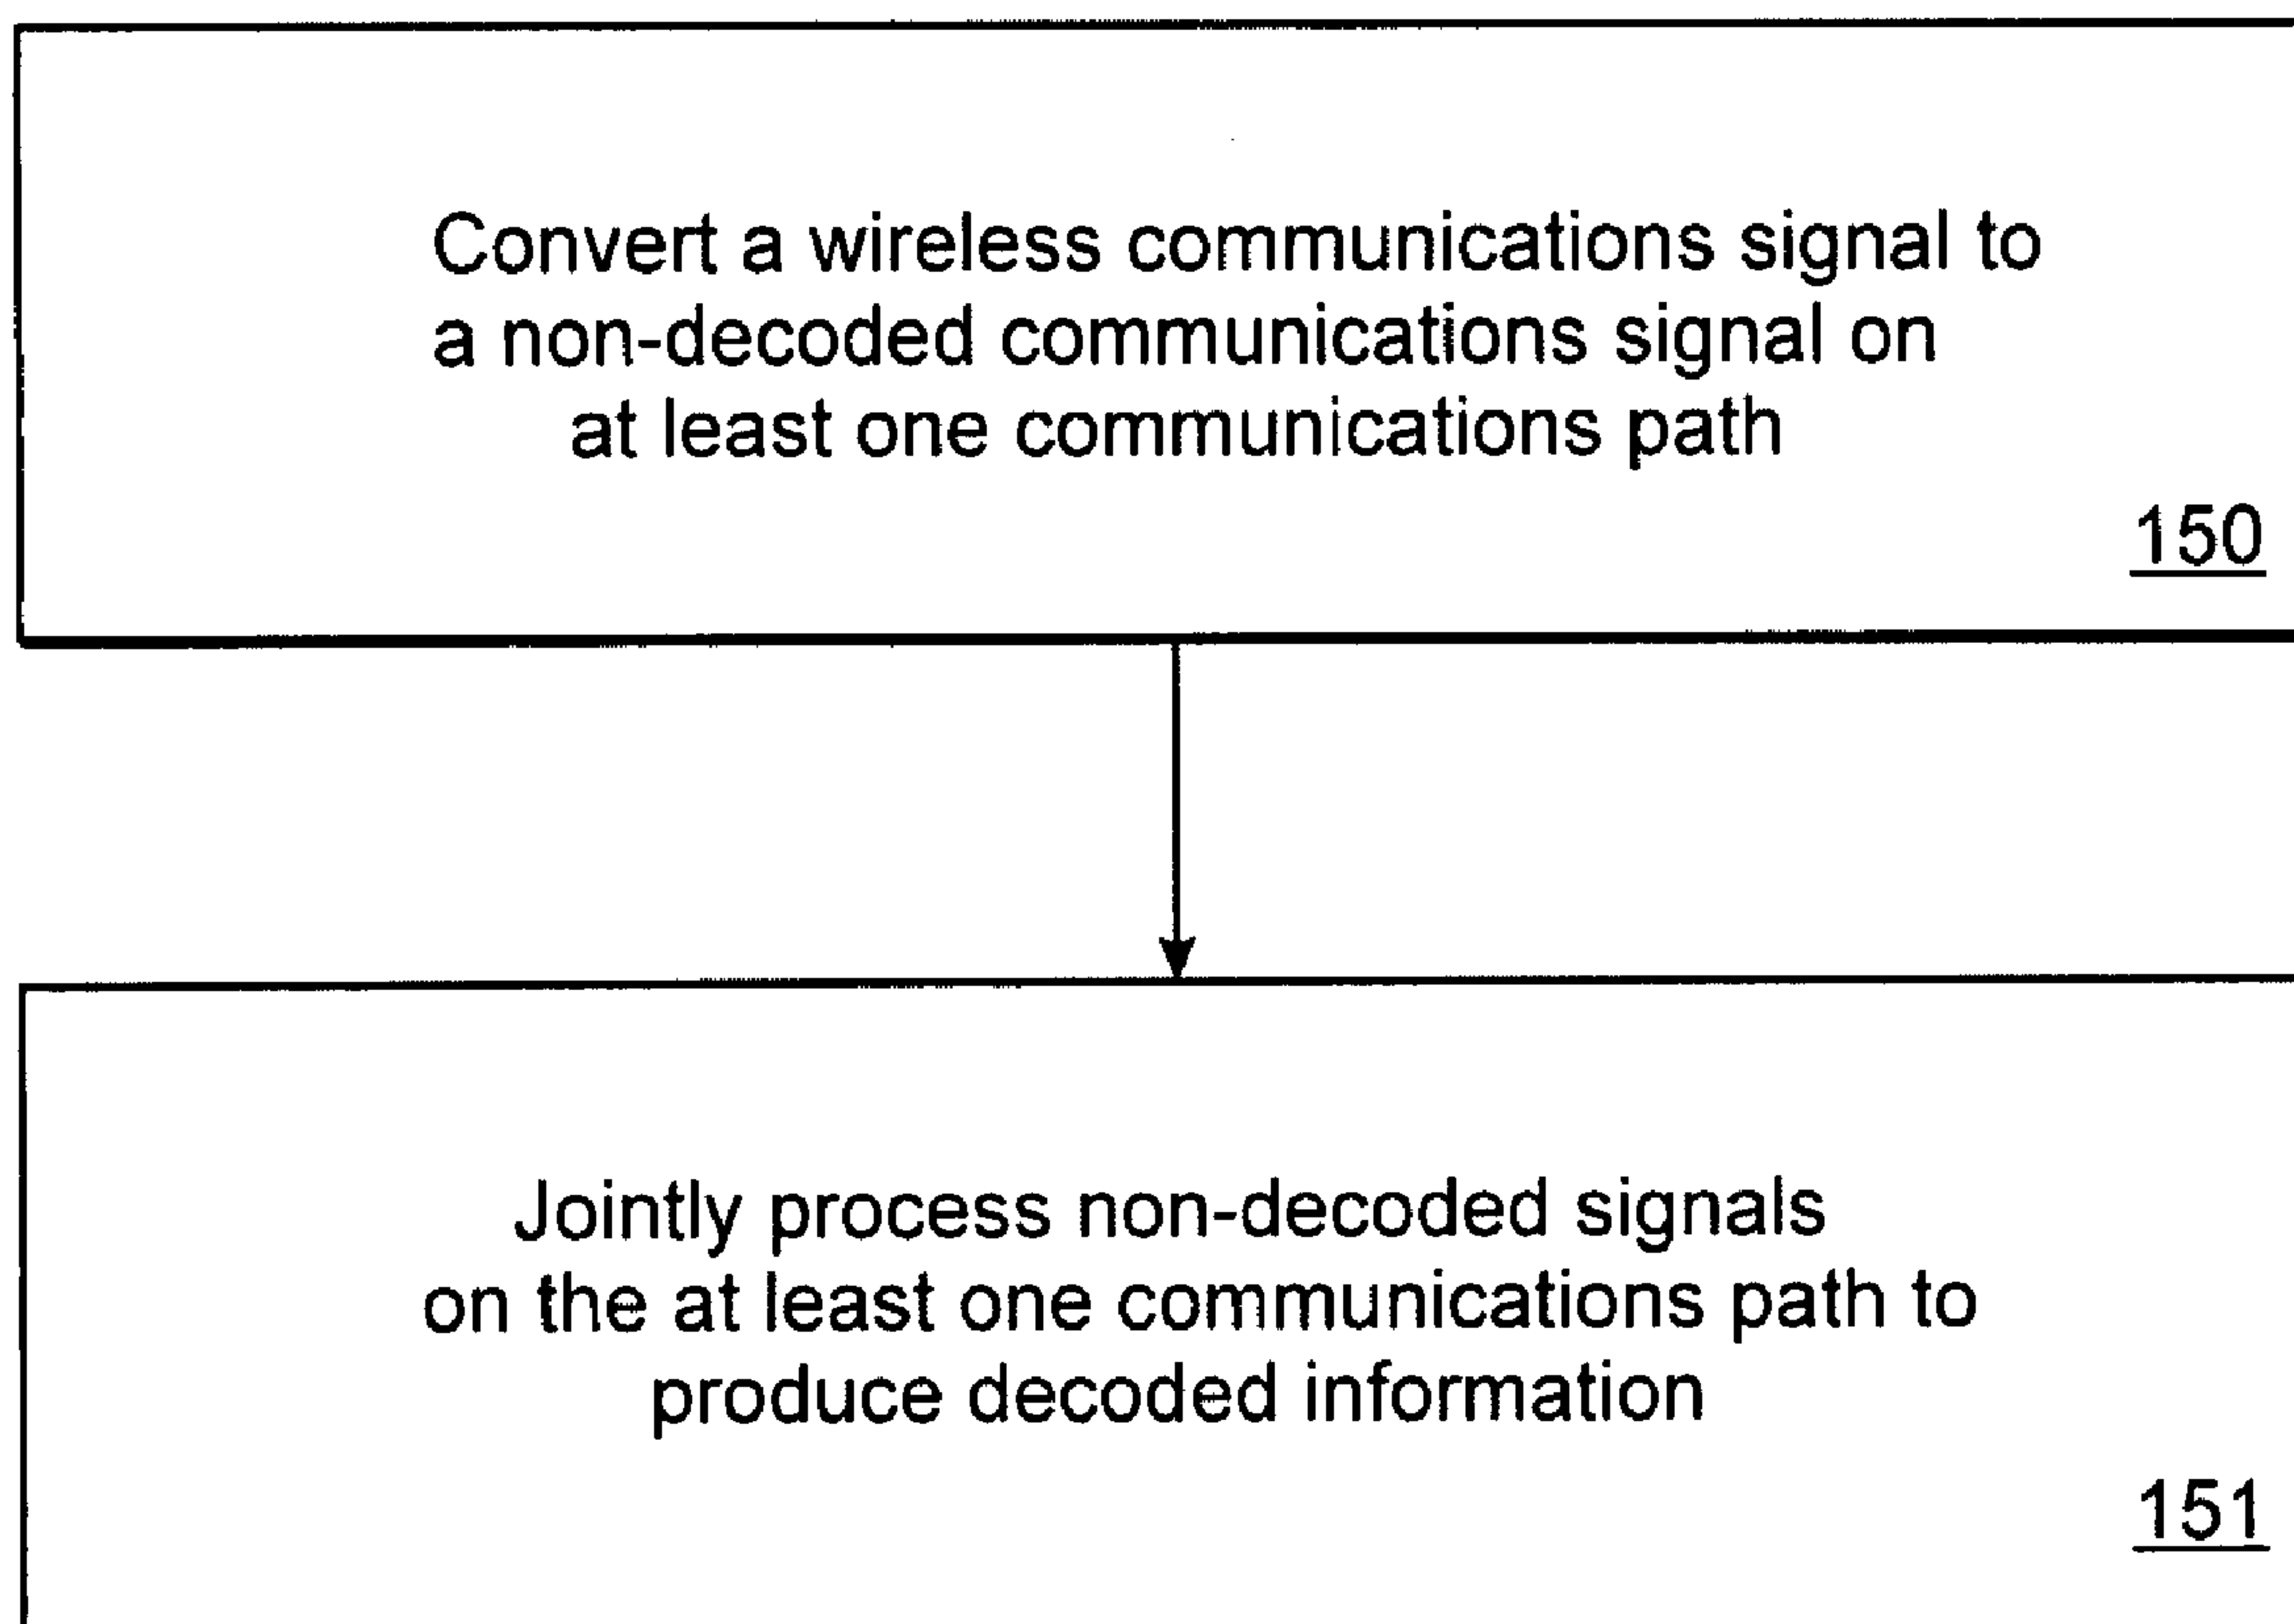 Convert a wireless communications signal to
a non-decoded communications signal on
at least one communications path
150
Jointly process non-decoded signals
on the at least one communications path to
produce decoded information
151